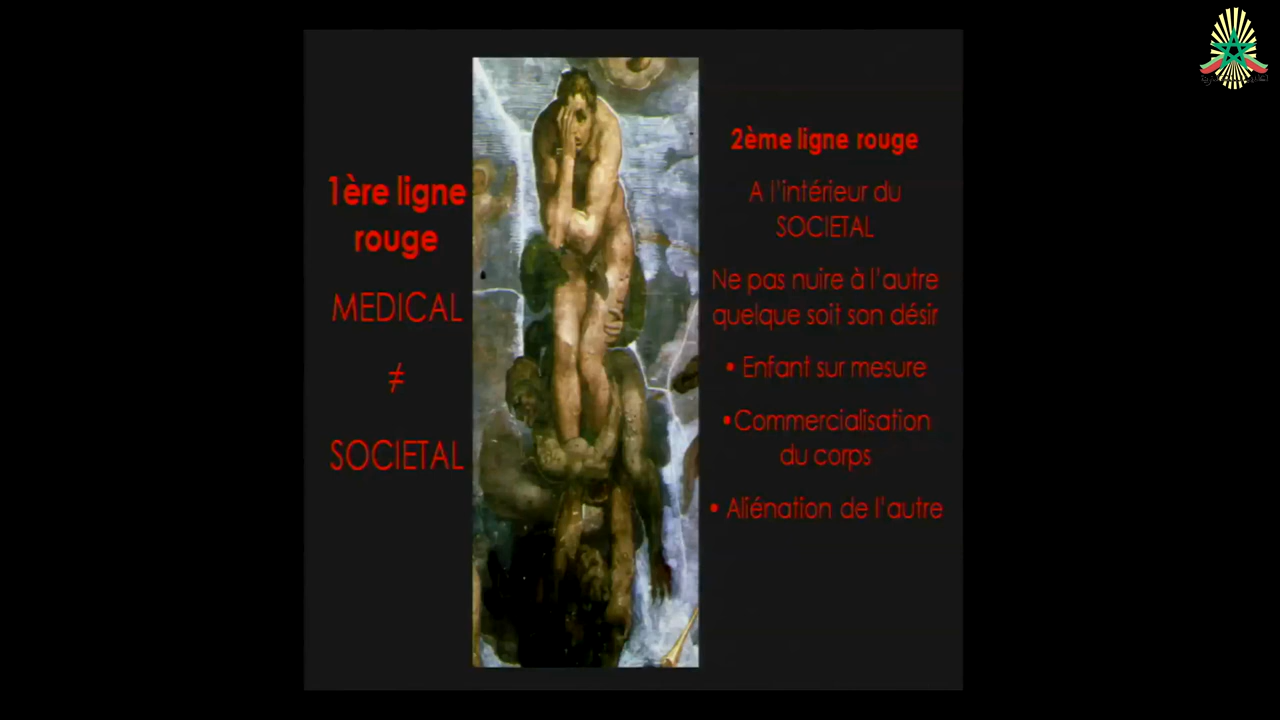 1ère ligne
rouge
MEDICAL
≠
SOCIETAL
2ème ligne rouge
A l'intérieur du
SOCIETAL
Ne pas nuire à l'autre
quelque soit son désir
• Enfant sur mesure
•Commercialisation
du corps
• Aliénation de l'autre